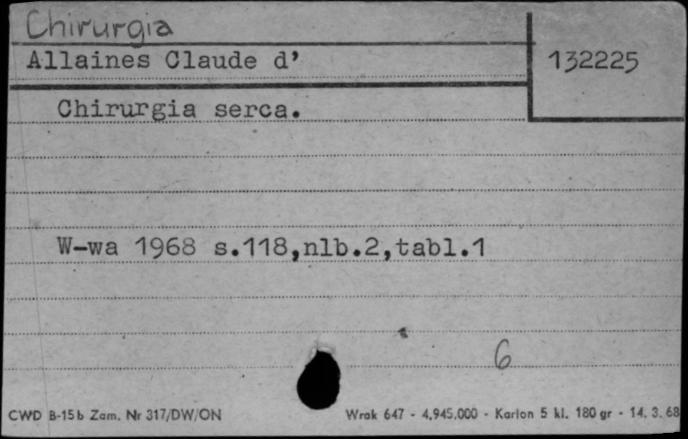 Chirurgia
Allaines Claude d'
132225
Chirurgia serca.
W-wa 1968 s.118,nlb.2,tabl.1
6
CWD B-15b Zam. Nr 317/DW/ON
Wrak 647 - 4.945.000 - Karton 5 kl. 180 gr - 14. 3. 68